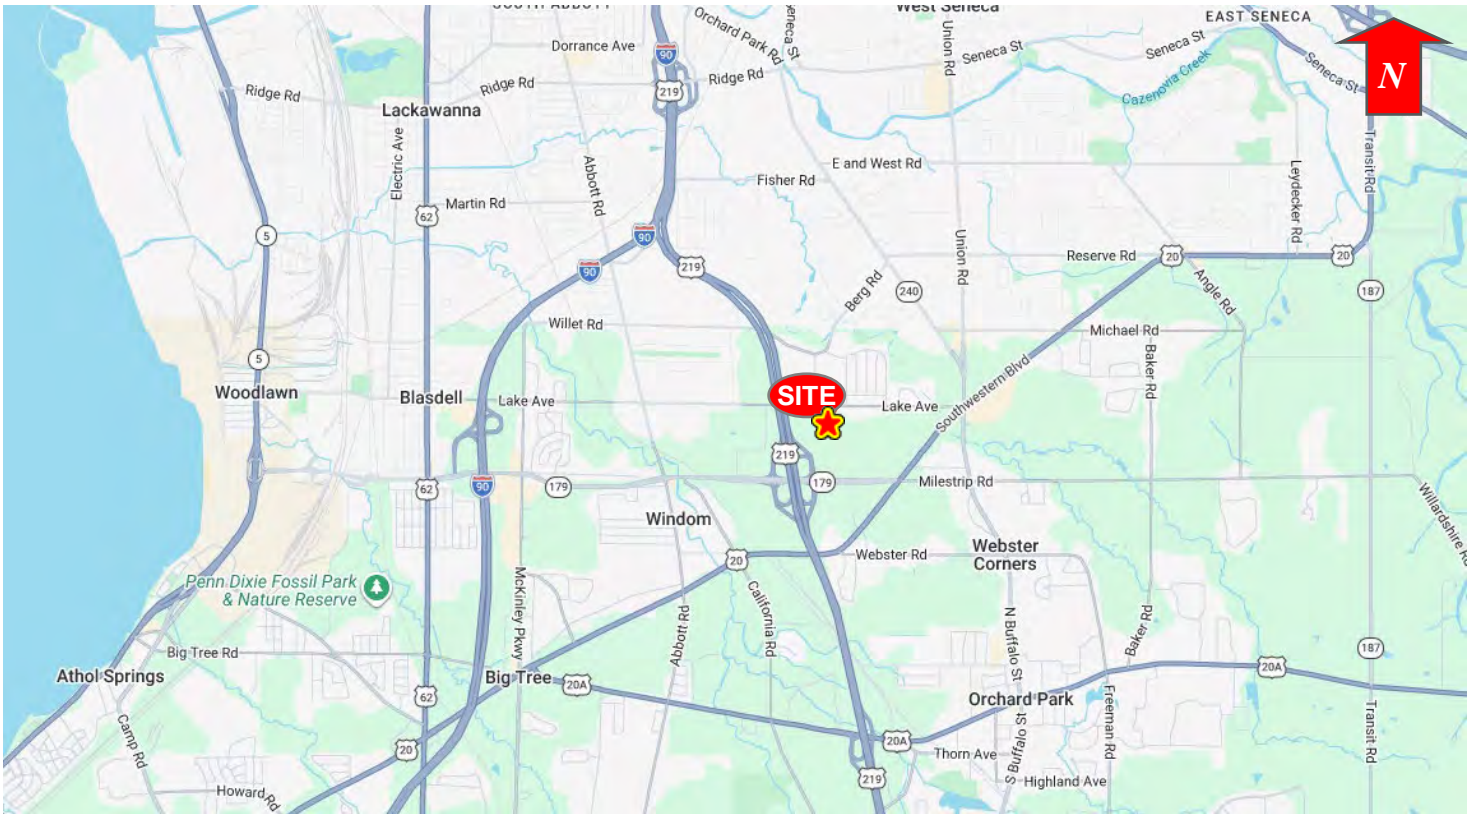 SOUTH ABBOTT
West Seneca
EAST SENECA
Orchard Park Rd
Seneca St
Union Rd
Seneca St
Seneca St
Seneca St
Dorrance Ave
90
N
Ridge Rd
Ridge Rd
Ridge Rd
219
Cazenovia Creek
Lackawanna
Electric Ave
Abbott Rd
E and West Rd
Transit Rd
Leydecker Rd
Fisher Rd
Martin Rd
62
5
90
Union Rd
90
219
Reserve Rd
20
20
Berg Rd
240
Angle Rd
187
Willet Rd
Michael Rd
5
Baker Rd
Woodlawn
Blasdell
Lake Ave
SITE
Lake Ave
Southwestern Blvd
219
62
90
179
179
Milestrip Rd
Willardshire Rd
Windom
20
Webster Rd
Webster
Corners
Penn Dixie Fossil Park
& Nature Reserve
McKinley Pkwy
California Rd
Abbott Rd
N Buffalo St
Baker Rd
Big Tree Rd
187
Athol Springs
62
Big Tree
20A
20A
Orchard Park
Freeman Rd
Transit Rd
Camp Rd
20
20A
S Buffalo St
Thorn Ave
219
Highland Ave
Howard Rd